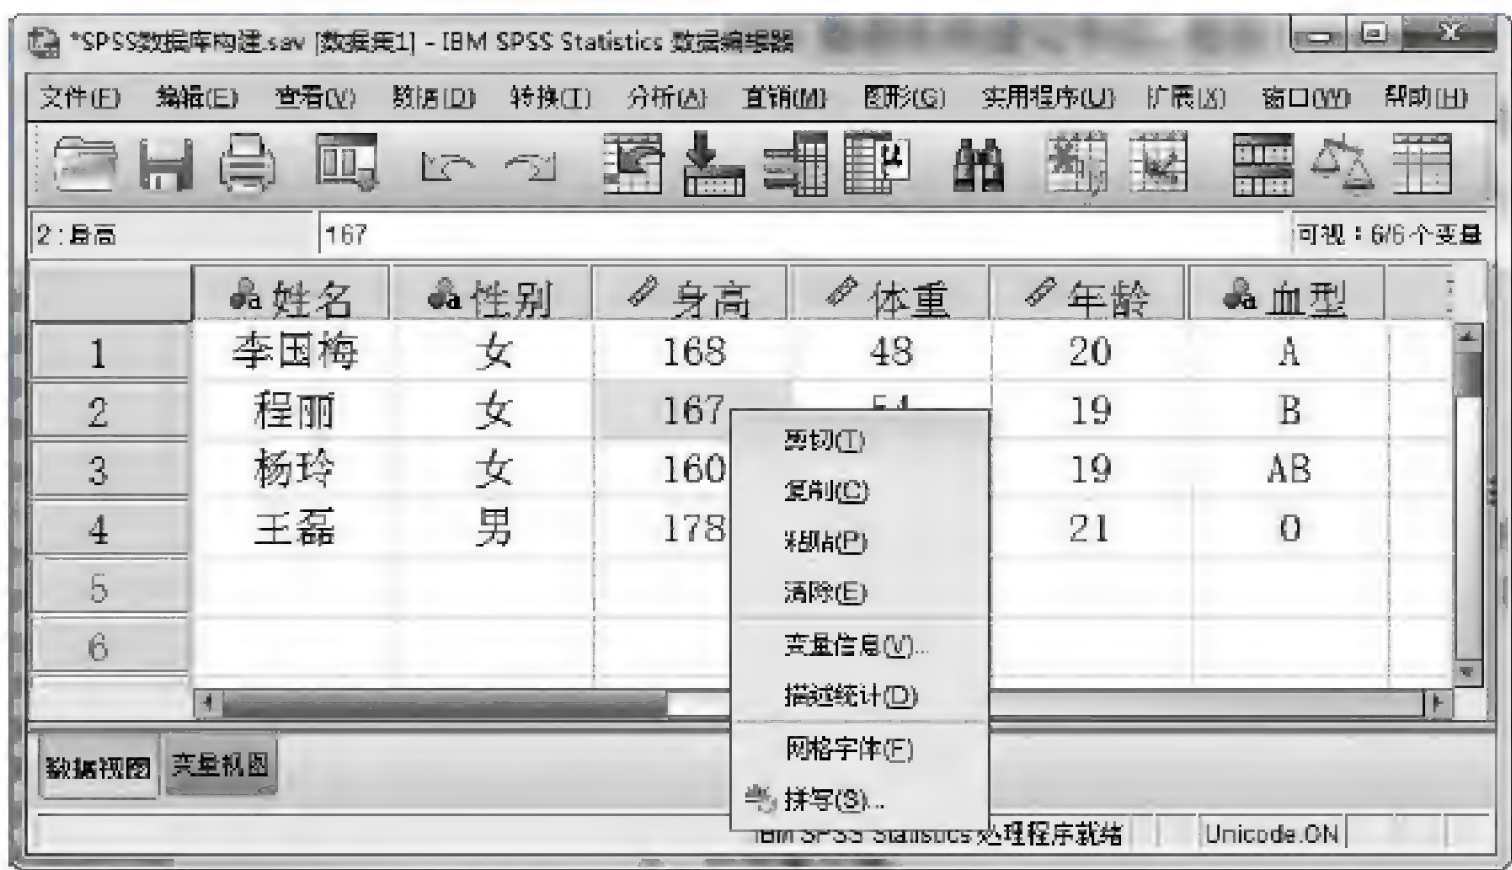 *SPSS数据库构建.sav [数据集1] - IBM SPSS Statistics 数据编辑器
文件(F) 编辑(E) 查看(V) 数据(D) 转换(T) 分析(A) 直销(M) 图形(G) 实用程序(U) 扩展(X) 窗口(W) 帮助(H)
2:身高 167 可视:6/6个变量
姓名 性别 身高 体重 年龄 血型
1 李国梅 女 168 48 20 A
2 程丽 女 167 54 19 B
3 杨玲 女 160 19 AB
4 王磊 男 178 21 O
5
6
剪切(T)
复制(C)
粘贴(P)
清除(E)
变量信息(V)...
描述统计(D)
网格字体(F)
拼写(S)...
数据视图 变量视图
IBM SPSS Statistics 处理程序就绪 Unicode:ON